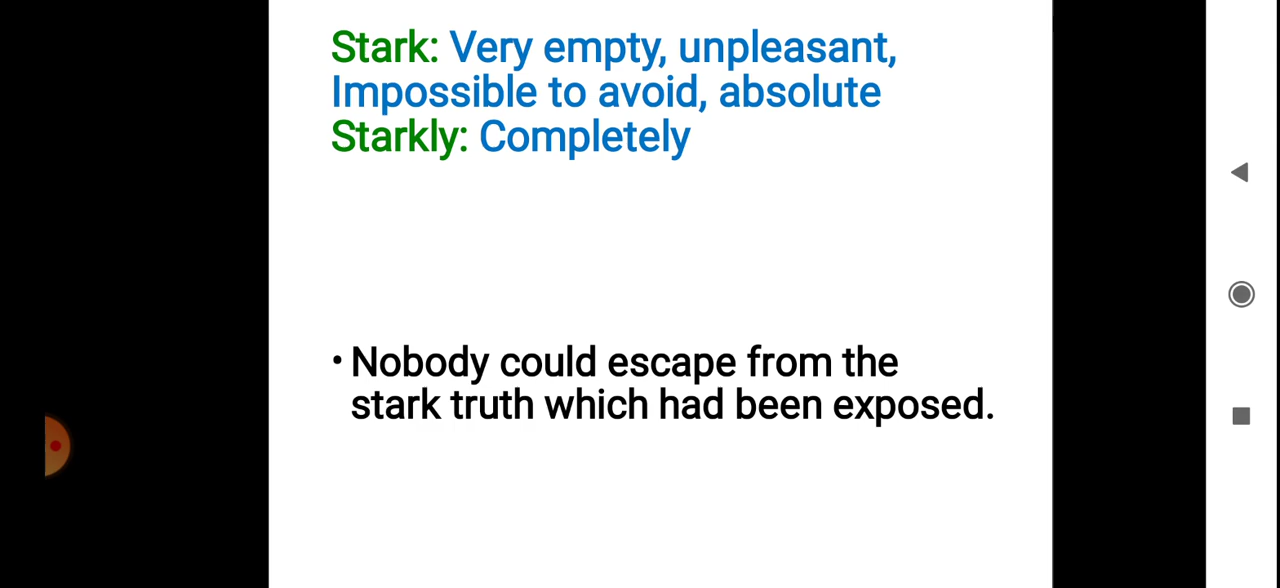 Stark: Very empty, unpleasant,
Impossible to avoid, absolute
Starkly: Completely
• Nobody could escape from the
stark truth which had been exposed.